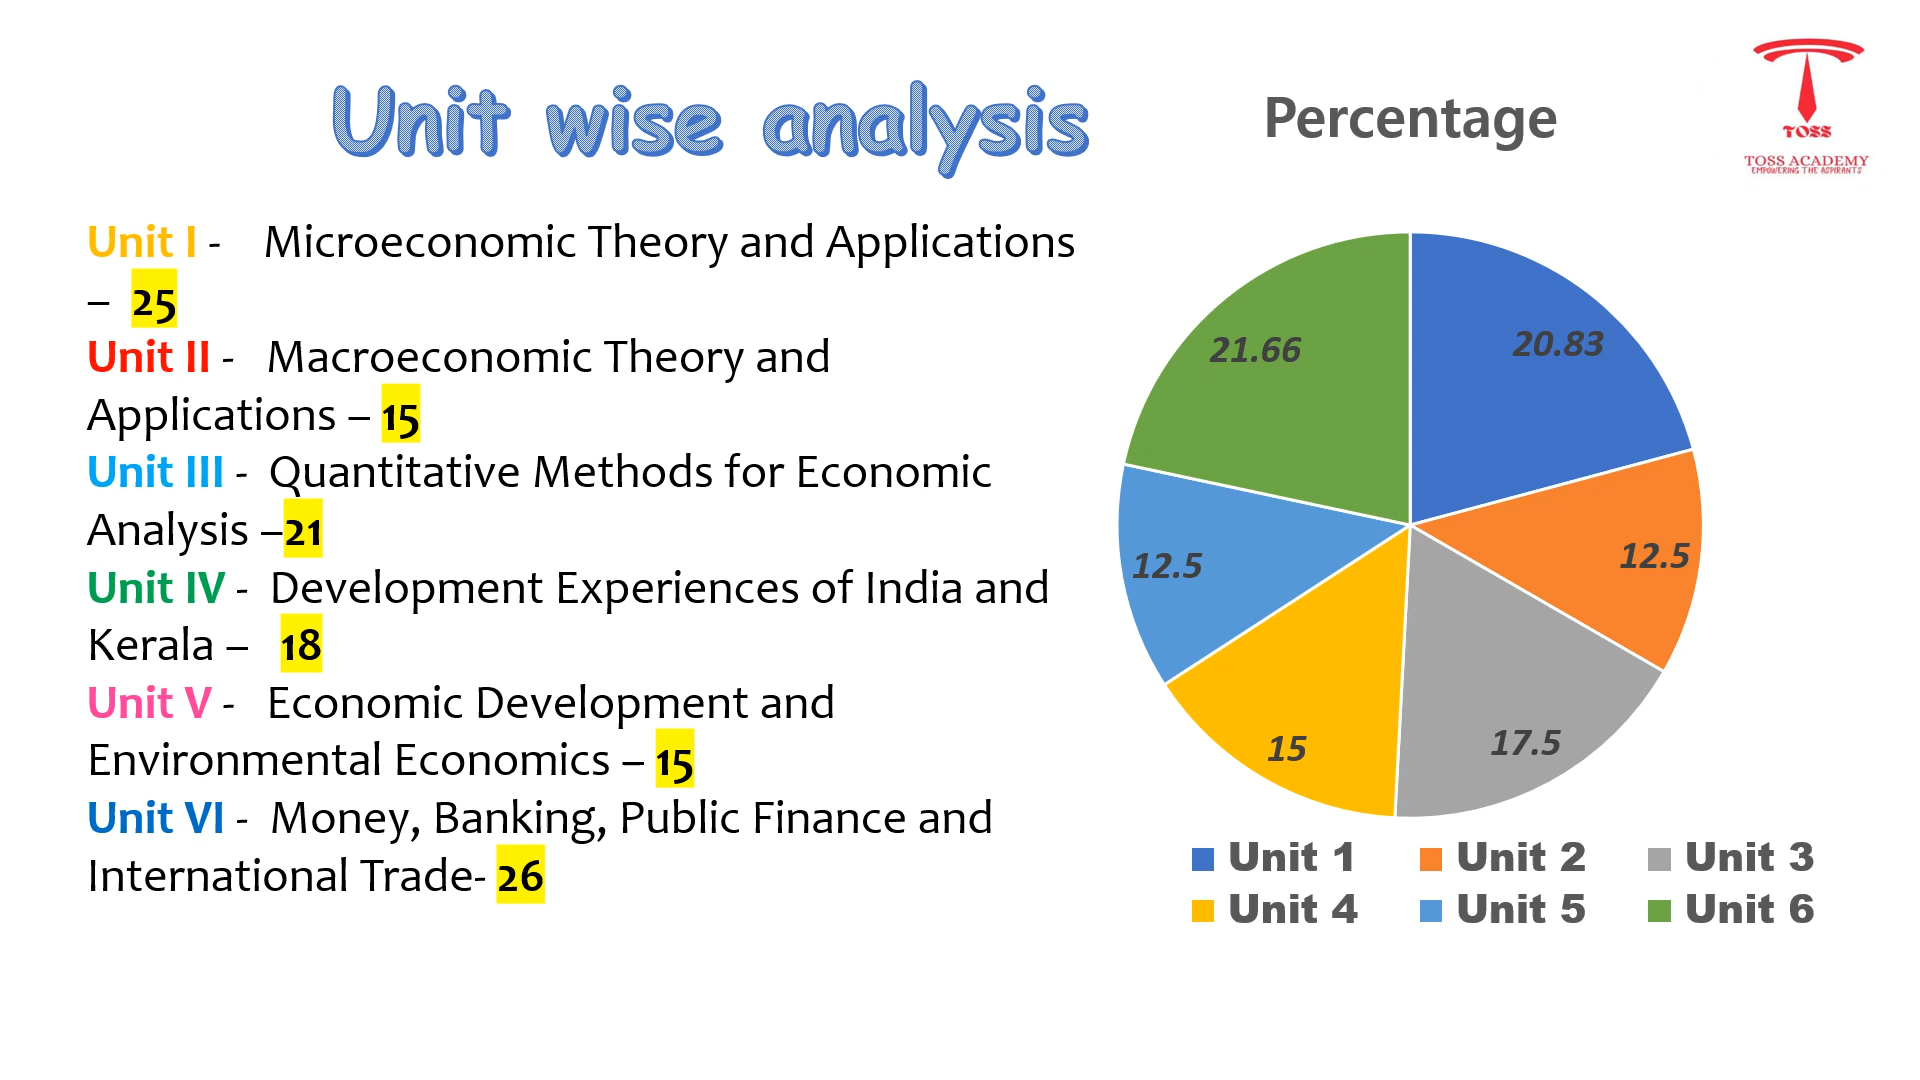 Unit wise analysis
Percentage
TOSS
TOSS ACADEMY
EMPOWERING THE ASPIRANTS
Unit I - Microeconomic Theory and Applications
– 25
Unit II - Macroeconomic Theory and
Applications – 15
Unit III - Quantitative Methods for Economic
Analysis –21
Unit IV - Development Experiences of India and
Kerala – 18
Unit V - Economic Development and
Environmental Economics – 15
Unit VI - Money, Banking, Public Finance and
International Trade- 26
21.66
20.83
12.5
12.5
15
17.5
Unit 1 Unit 2 Unit 3
Unit 4 Unit 5 Unit 6